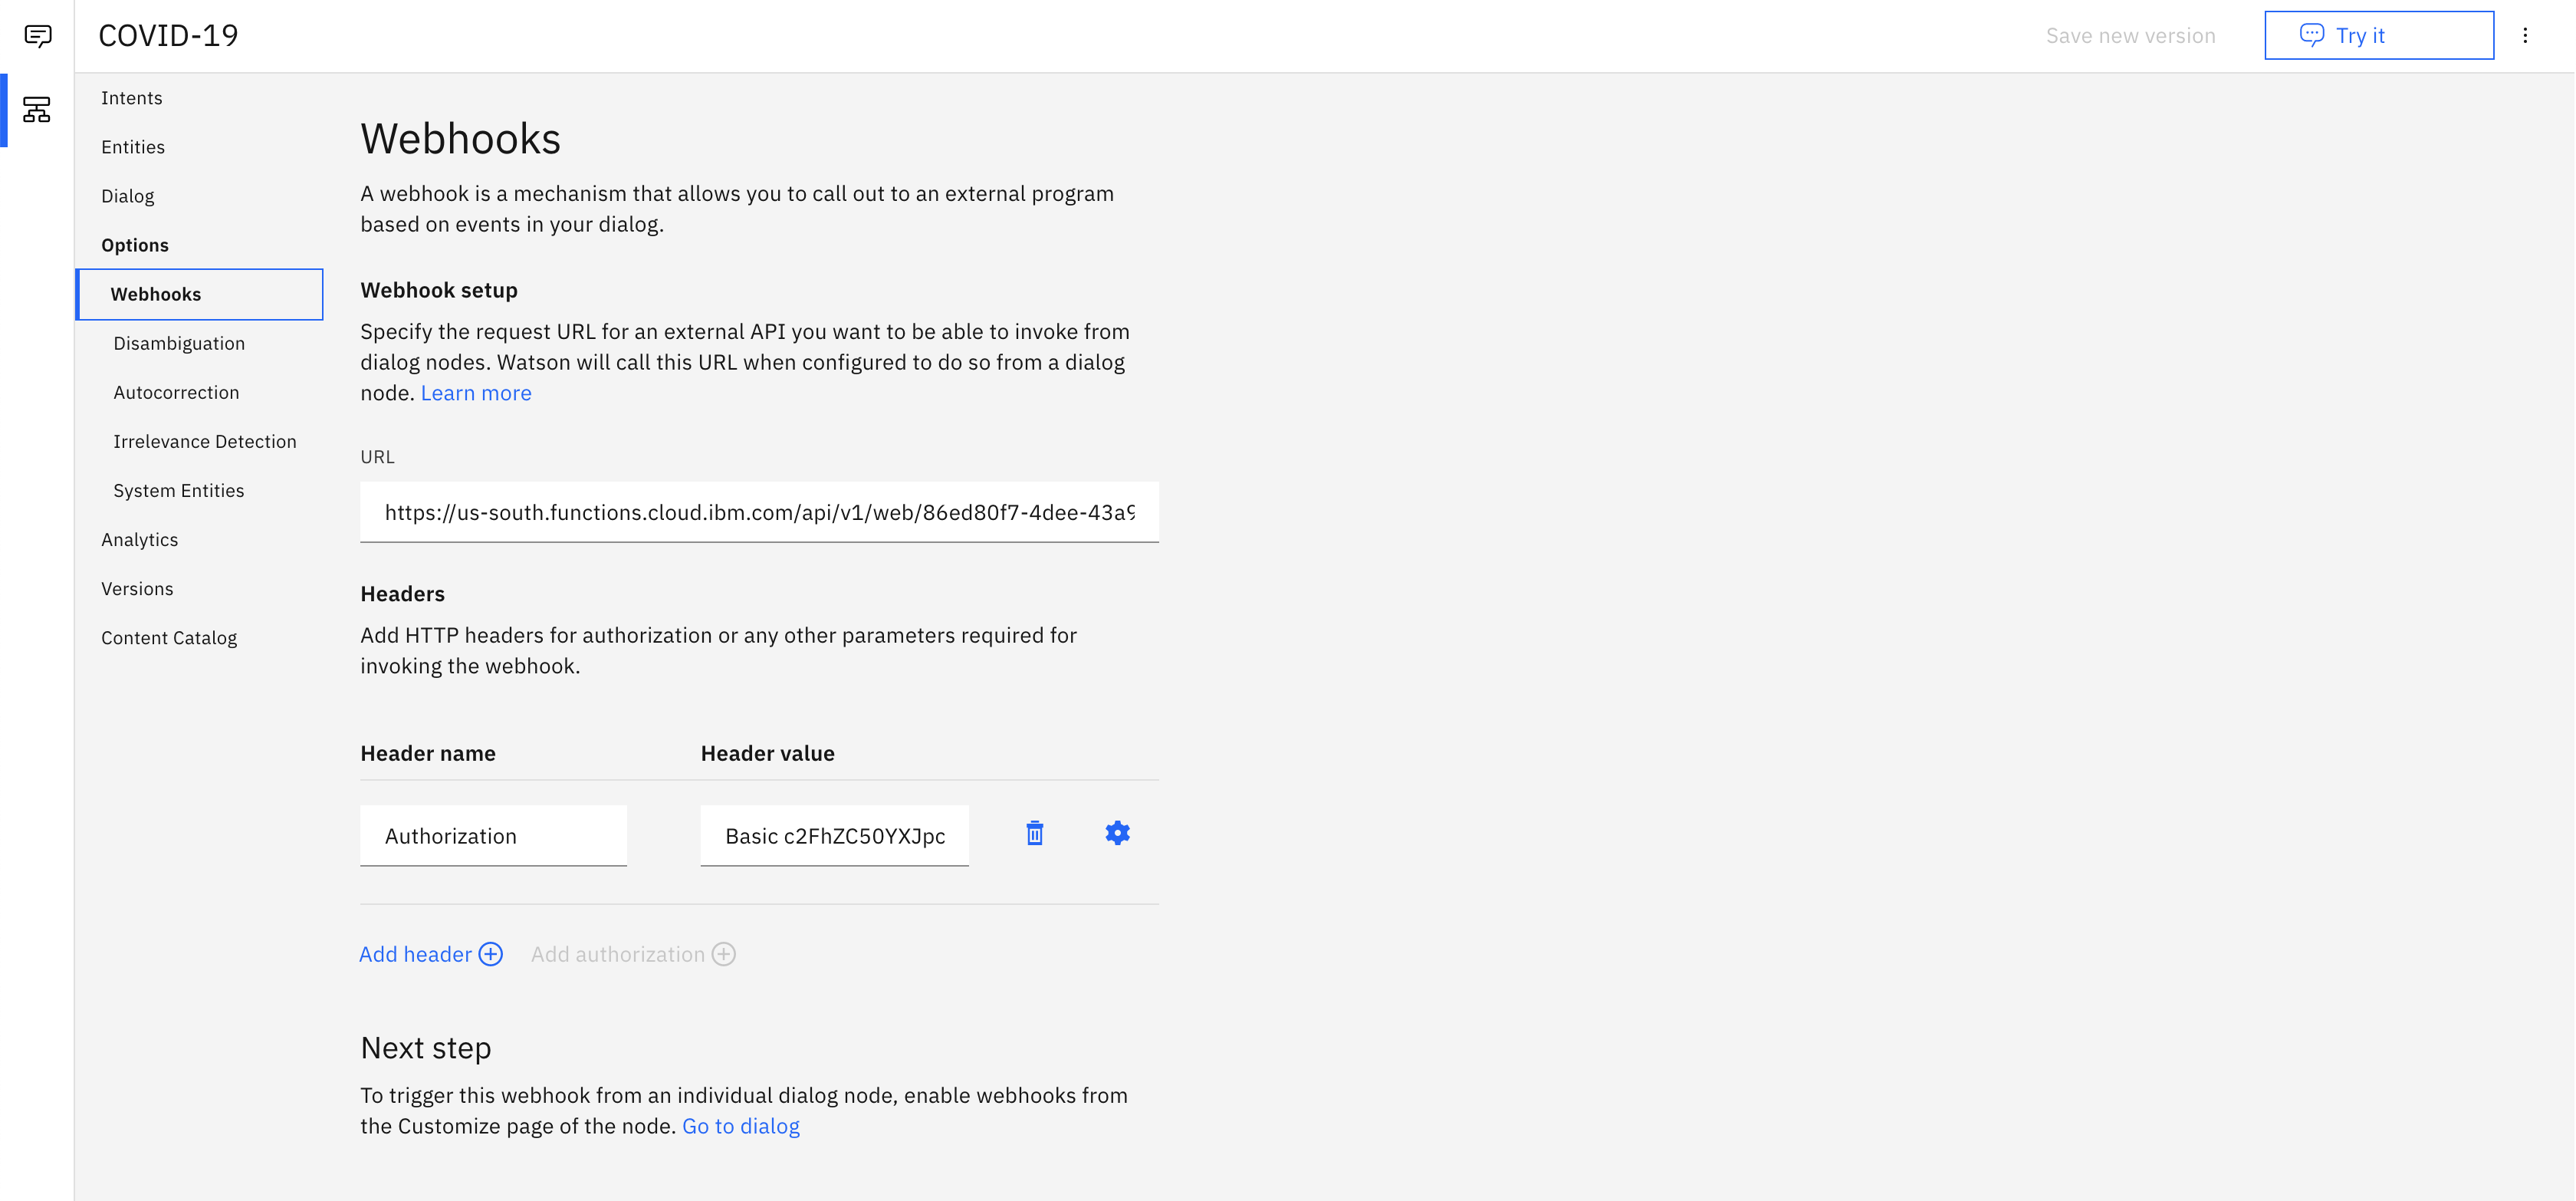 COVID-19
Save new version
Try it
Intents
Entities
Dialog
Options
Webhooks
Disambiguation
Autocorrection
Irrelevance Detection
System Entities
Analytics
Versions
Content Catalog
Webhooks
A webhook is a mechanism that allows you to call out to an external program
based on events in your dialog.
Webhook setup
Specify the request URL for an external API you want to be able to invoke from
dialog nodes. Watson will call this URL when configured to do so from a dialog
node. Learn more
URL
https://us-south.functions.cloud.ibm.com/api/v1/web/86ed80f7-4dee-43a9
Headers
Add HTTP headers for authorization or any other parameters required for
invoking the webhook.
Header name Header value
Authorization Basic c2FhZC50YXJpc
Add header Add authorization
Next step
To trigger this webhook from an individual dialog node, enable webhooks from
the Customize page of the node. Go to dialog